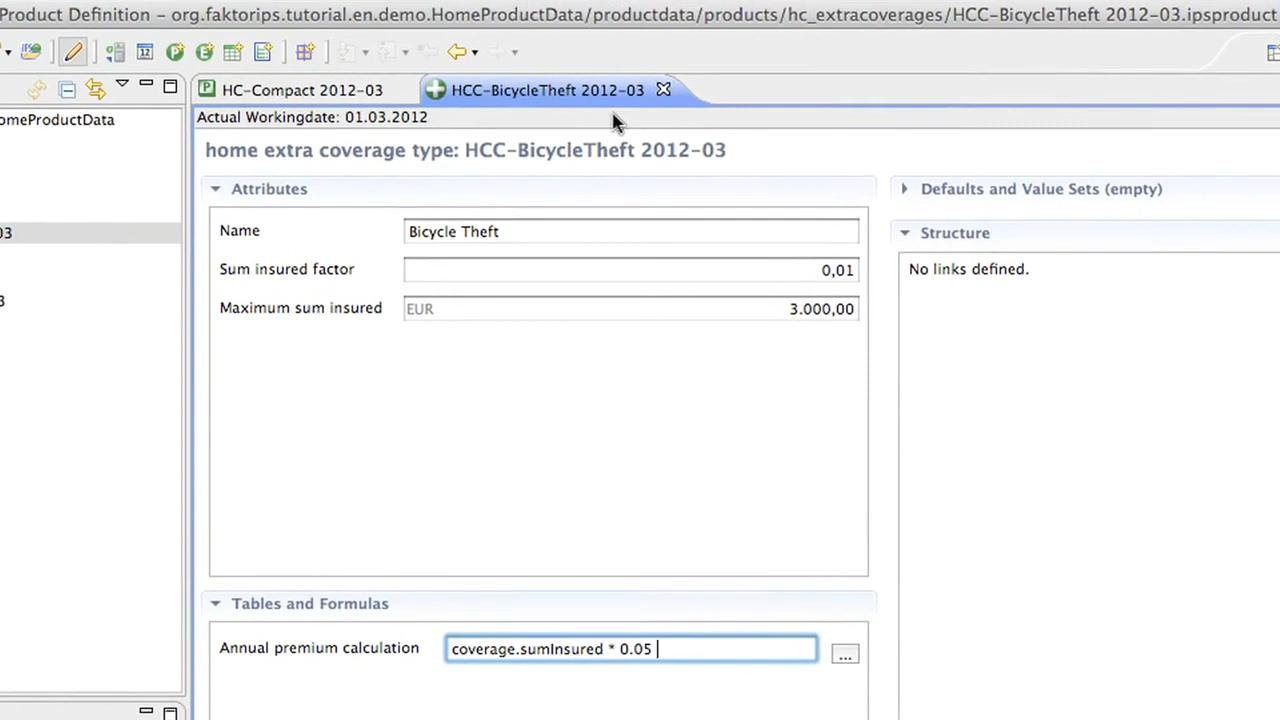 Product Definition – org.faktorips.tutorial.en.demo.HomeProductData/productdata/products/hc_extracoverages/HCC-BicycleTheft 2012-03.ipsproduct
HC-Compact 2012-03
HCC-BicycleTheft 2012-03
omeProductData
Actual Workingdate: 01.03.2012
home extra coverage type: HCC-BicycleTheft 2012-03
Attributes
Defaults and Value Sets (empty)
Name
Bicycle Theft
03
Structure
Sum insured factor
0,01
No links defined.
3
Maximum sum insured
EUR
3.000,00
Tables and Formulas
Annual premium calculation
coverage.sumInsured * 0.05
...